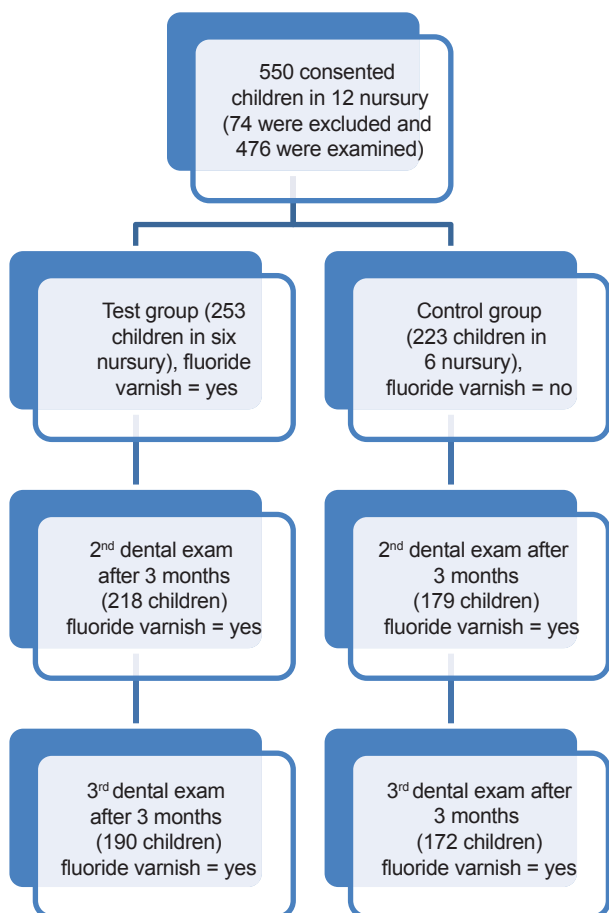 550 consented
children in 12 nursury
(74 were excluded and
476 were examined)
Test group (253
children in six
nursury), fluoride
varnish = yes
Control group
(223 children in
6 nursury),
fluoride varnish = no
2nd dental exam
after 3 months
(218 children)
fluoride varnish = yes
2nd dental exam after
3 months
(179 children)
fluoride varnish = yes
3rd dental exam
after 3 months
(190 children)
fluoride varnish = yes
3rd dental exam after
3 months
(172 children)
fluoride varnish = yes